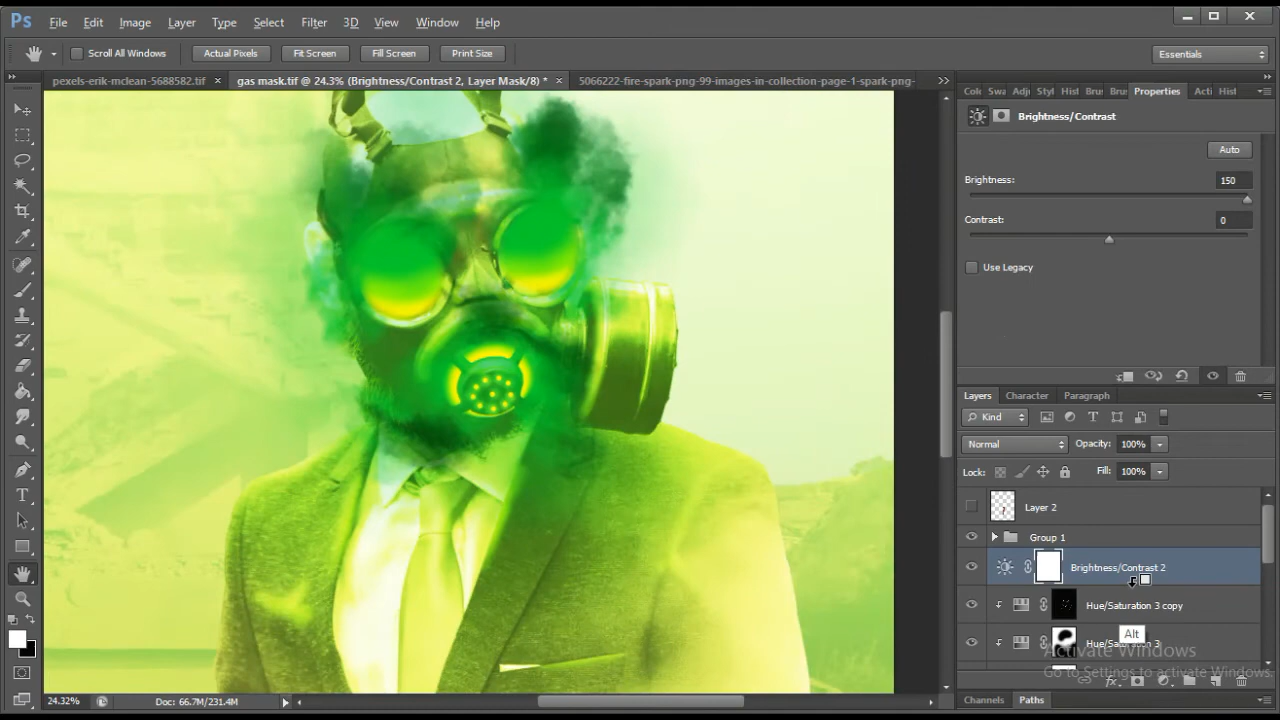 Ps File Edit Image Layer Type Select Filter 3D View Window Help
Scroll All Windows Actual Pixels Fit Screen Fill Screen Print Size Essentials
pexels-erik-mclean-5688582.tif × gas mask.tif @ 24.3% (Brightness/Contrast 2, Layer Mask/8) * × 5066222-fire-spark-png-99-images-in-collection-page-1-spark-png-
Col Swa Adj Styl Hist Brus Brus Properties Acti Hist
Brightness/Contrast
Auto
Brightness: 150
Contrast: 0
Use Legacy
Layers Character Paragraph
Kind
Normal Opacity: 100%
Lock: Fill: 100%
Layer 2
Group 1
Brightness/Contrast 2
Hue/Saturation 3 copy
Alt
Hue/Saturation 3
Activate Windows
Go to Settings to activate Windows.
24.32% Doc: 66.7M/231.4M
Channels Paths